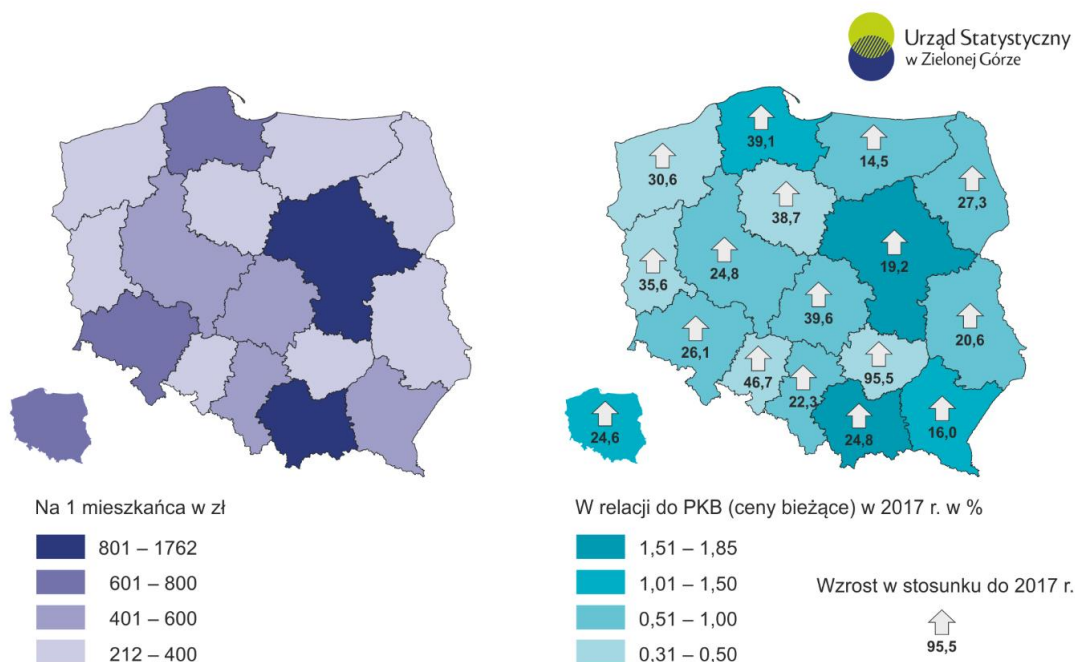 Urząd Statystyczny
w Zielonej Górze
39,1
14,5
30,6
27,3
38,7
19,2
24,8
35,6
39,6
20,6
26,1
95,5
46,7
22,3
16,0
24,8
24,6
Na 1 mieszkańca w zł
801 – 1762
601 – 800
401 – 600
212 – 400
W relacji do PKB (ceny bieżące) w 2017 r. w %
1,51 – 1,85
1,01 – 1,50
0,51 – 1,00
0,31 – 0,50
Wzrost w stosunku do 2017 r.
95,5